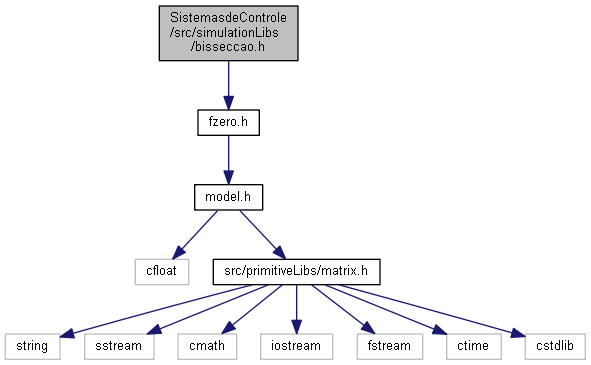 SistemasdeControle
/src/simulationLibs
/bisseccao.h
fzero.h
model.h
cfloat
src/primitiveLibs/matrix.h
string
sstream
cmath
iostream
fstream
ctime
cstdlib